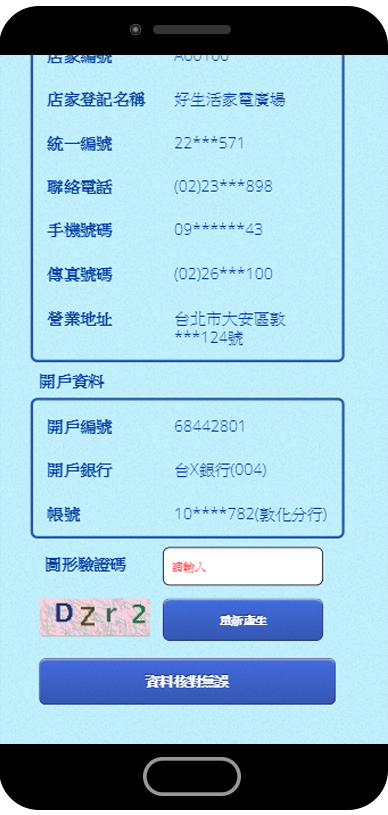 店家編號 A00100
店家登記名稱 好生活家電廣場
統一編號 22***571
聯絡電話 (02)23***898
手機號碼 09******43
傳真號碼 (02)26***100
營業地址 台北市大安區敦
***124號
開戶資料
開戶編號 68442801
開戶銀行 台X銀行(004)
帳號 10****782(敦化分行)
圖形驗證碼 請輸入
DZr2 重新產生
資料核對無誤